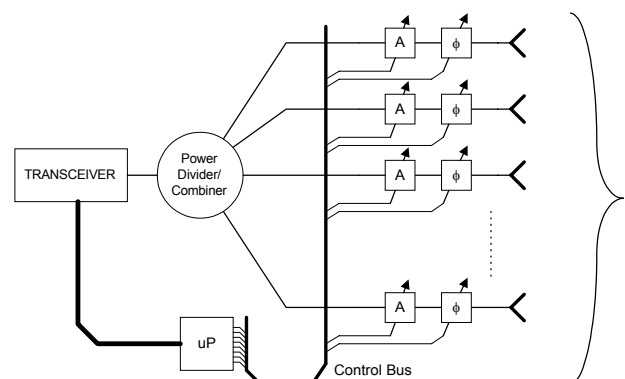 A ϕ
A ϕ
Power
Divider/
Combiner
TRANSCEIVER
A ϕ
A ϕ
uP
Control Bus